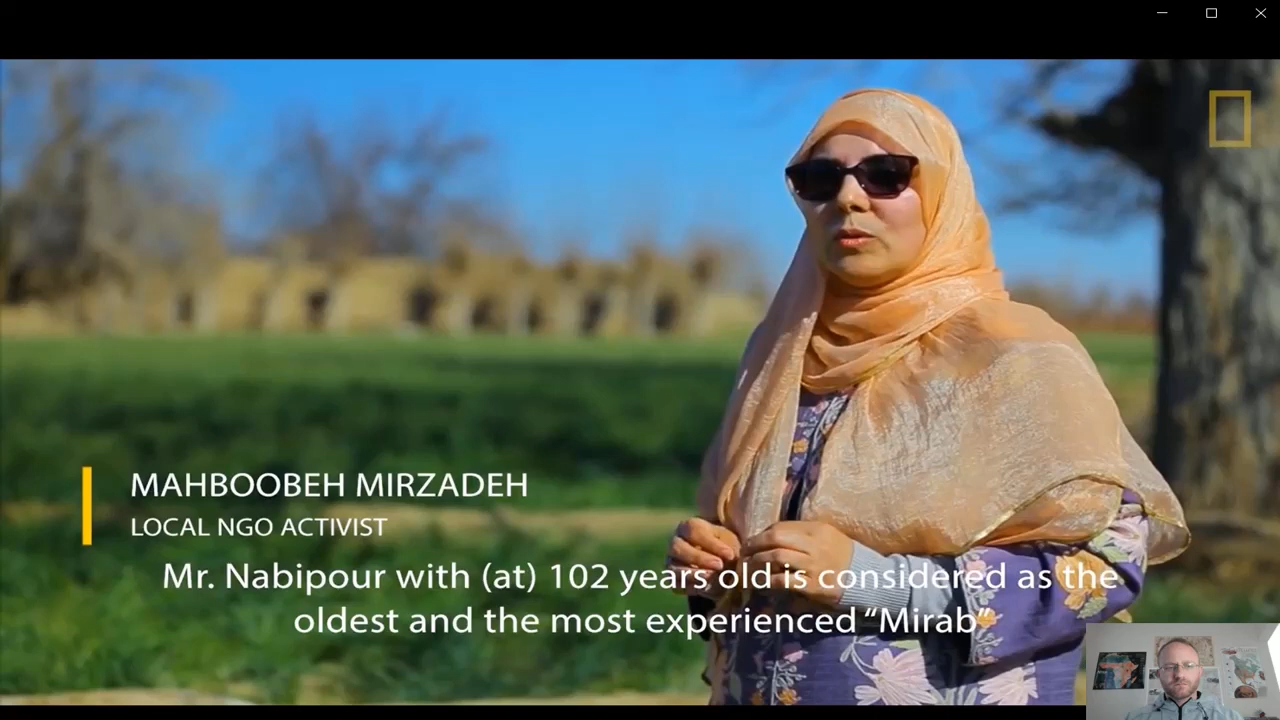 MAHBOOBEH MIRZADEH
LOCAL NGO ACTIVIST
Mr. Nabipour with (at) 102 years old is considered as the
oldest and the most experienced “Mirab”